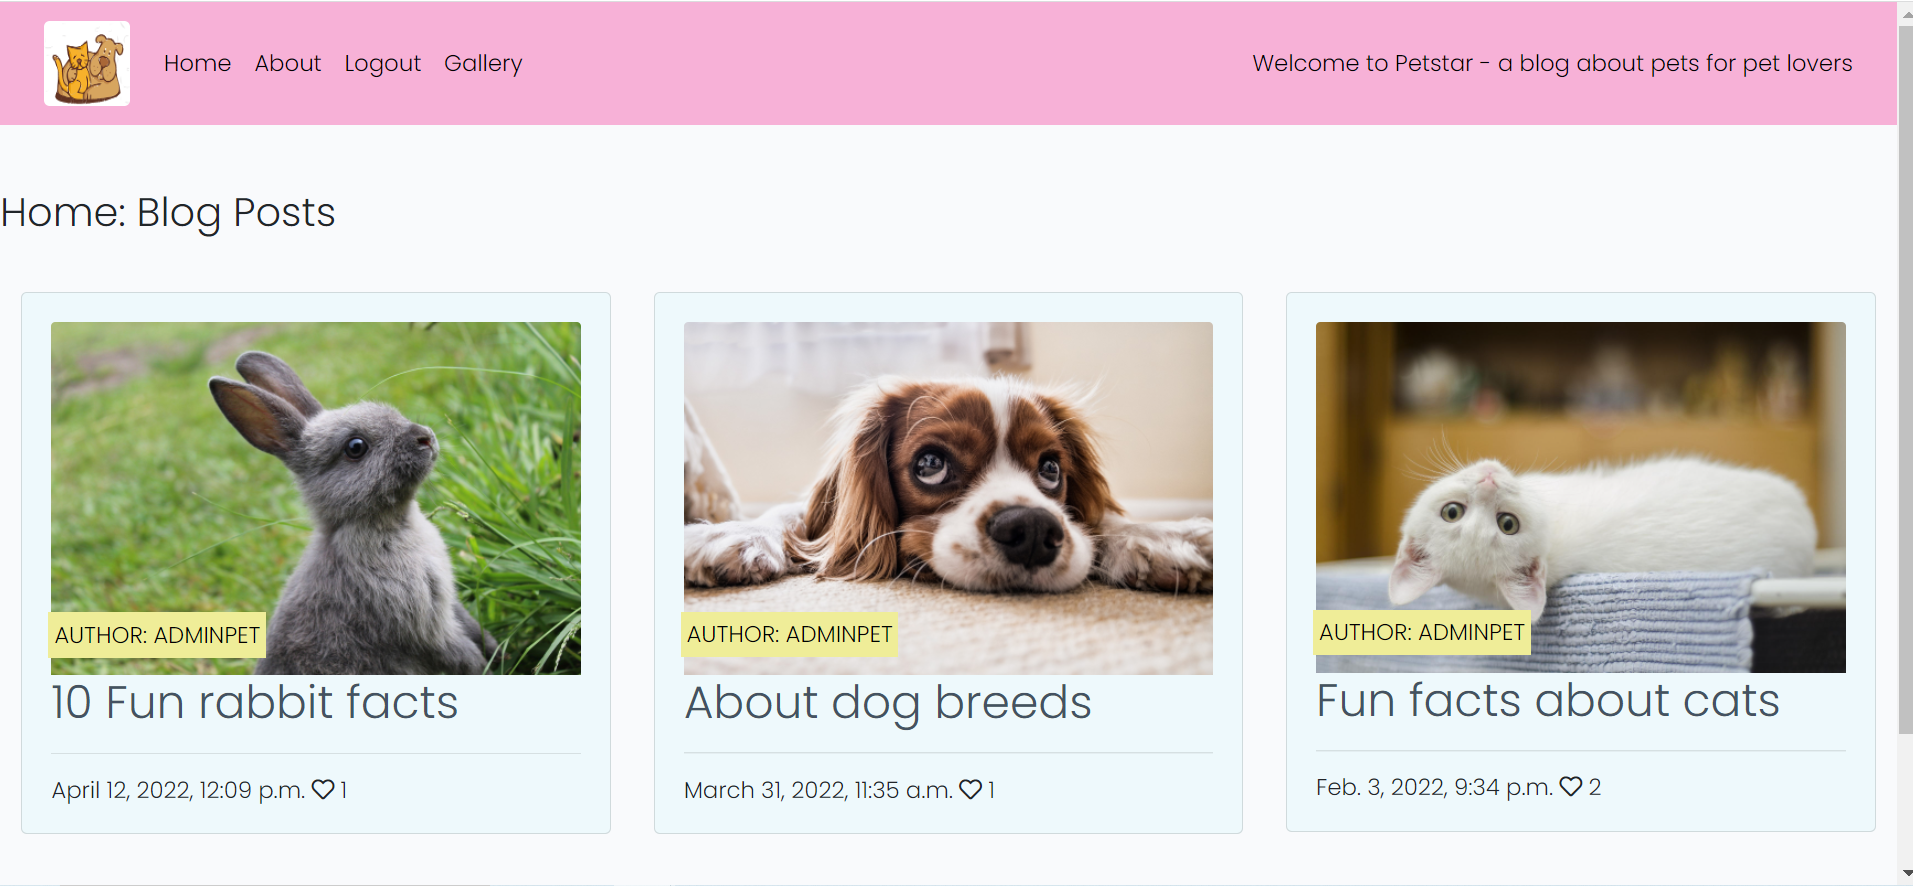 Home About Logout Gallery Welcome to Petstar - a blog about pets for pet lovers
Home: Blog Posts
AUTHOR: ADMINPET
10 Fun rabbit facts
April 12, 2022, 12:09 p.m. 1
AUTHOR: ADMINPET
About dog breeds
March 31, 2022, 11:35 a.m. 1
AUTHOR: ADMINPET
Fun facts about cats
Feb. 3, 2022, 9:34 p.m. 2